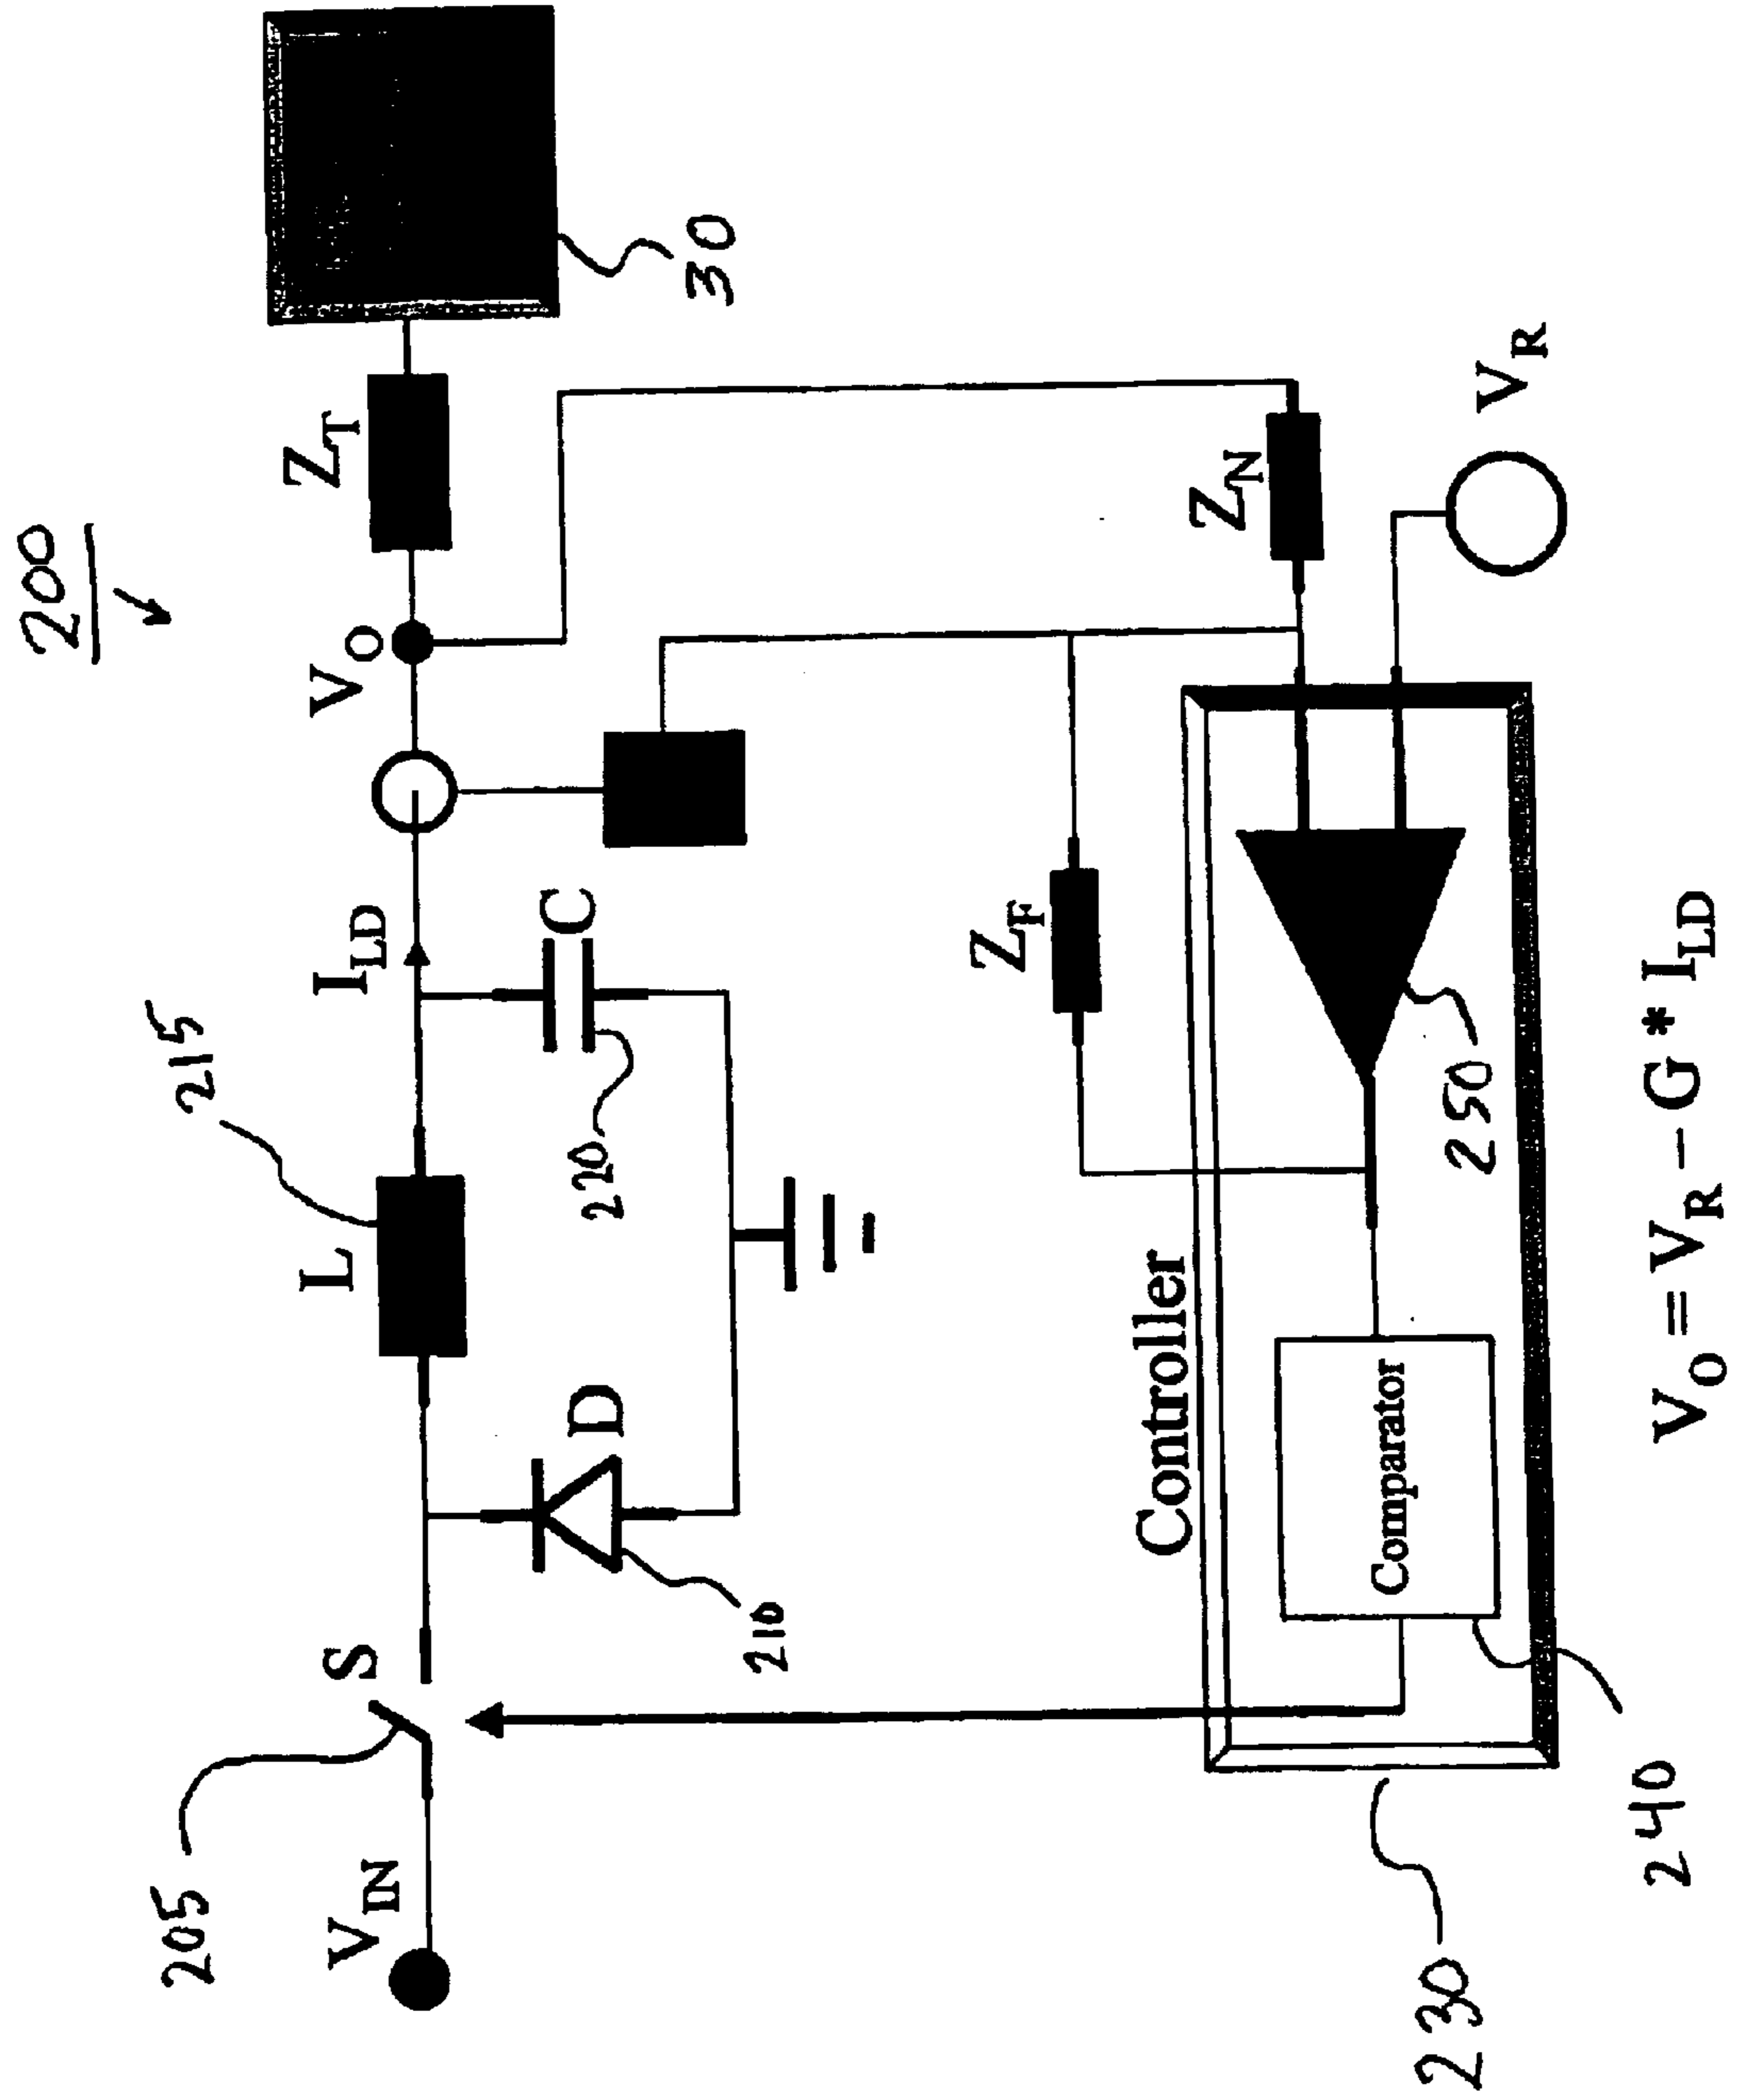 200
215
205
V_IN
S
L
I_LD
V_O
Z_T
30
D
210
220
C
Z_F
Z_N
Controller
Comparator
250
V_R
230
240
V_O = V_R – G * I_LD